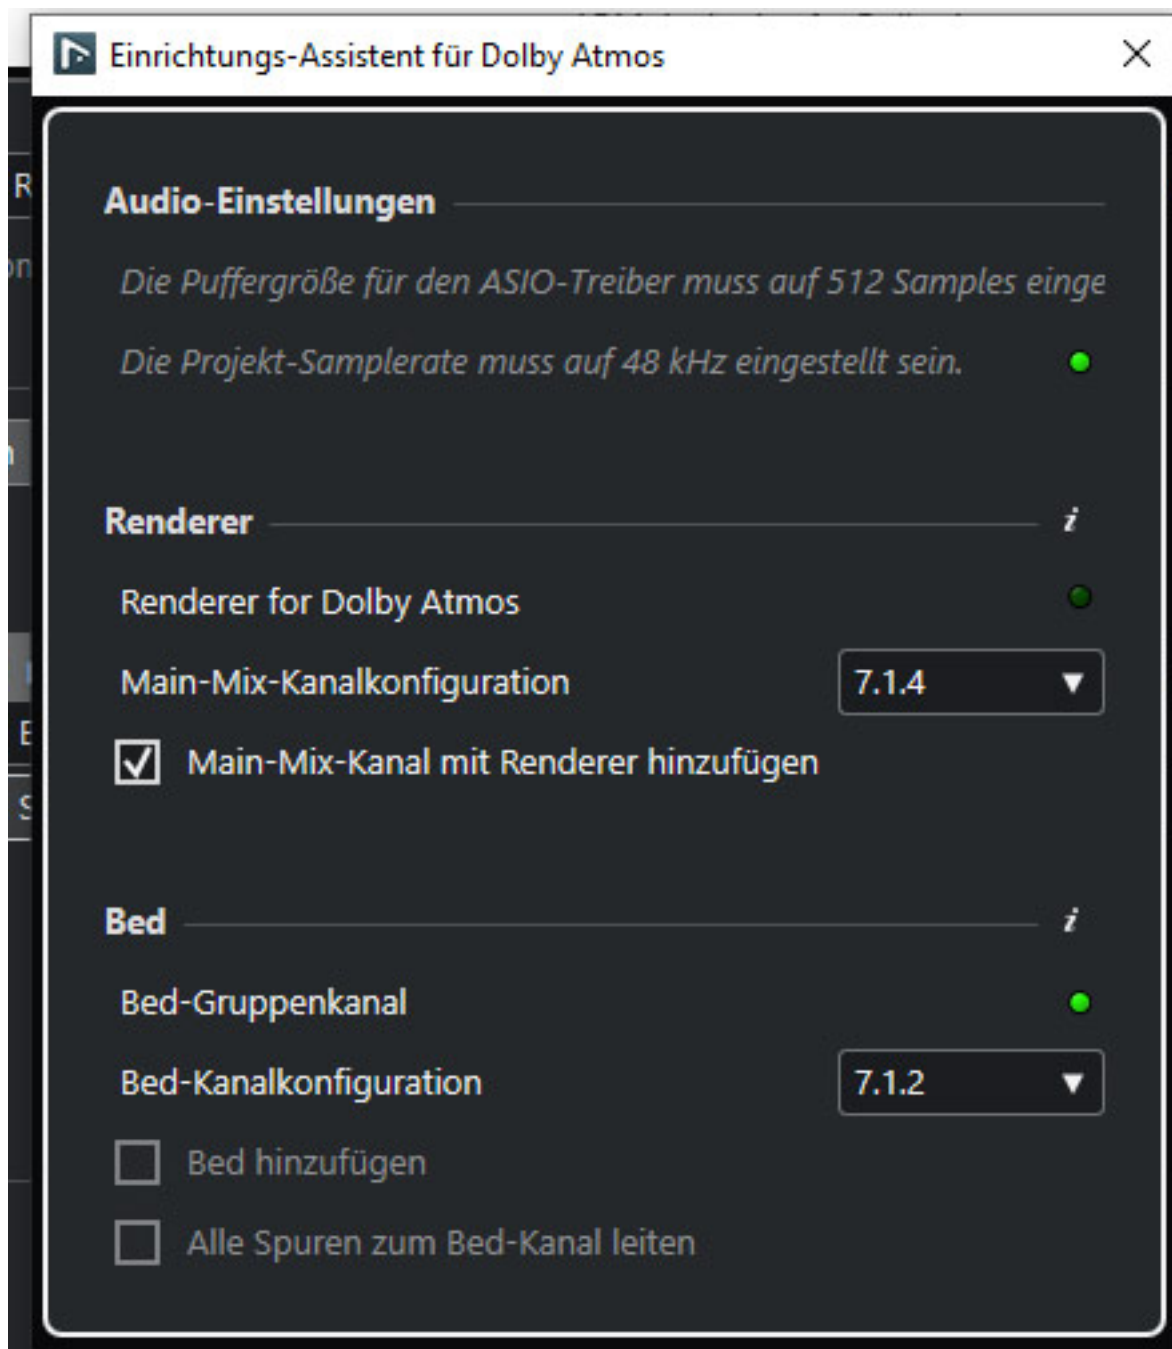 Einrichtungs-Assistent für Dolby Atmos
Audio-Einstellungen
Die Puffergröße für den ASIO-Treiber muss auf 512 Samples einge
Die Projekt-Samplerate muss auf 48 kHz eingestellt sein.
Renderer
i
Renderer for Dolby Atmos
Main-Mix-Kanalkonfiguration
7.1.4
Main-Mix-Kanal mit Renderer hinzufügen
Bed
i
Bed-Gruppenkanal
Bed-Kanalkonfiguration
7.1.2
Bed hinzufügen
Alle Spuren zum Bed-Kanal leiten